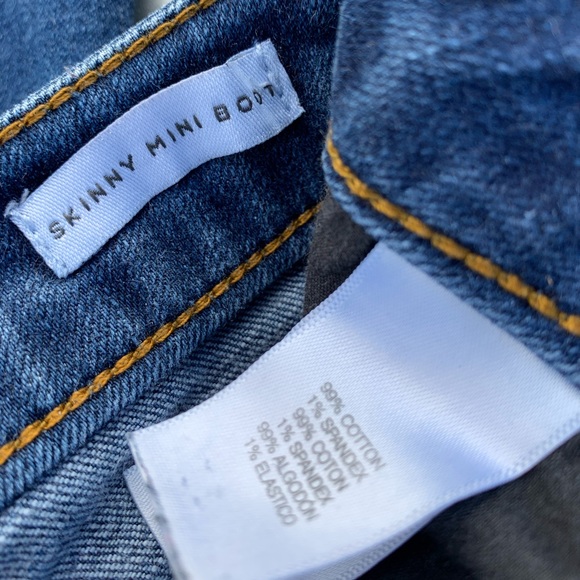 SKINNY MINI BOOT
99% COTTON
1% SPANDEX
99% COTON
1% SPANDEX
99% ALGODÓN
1% ELASTICO